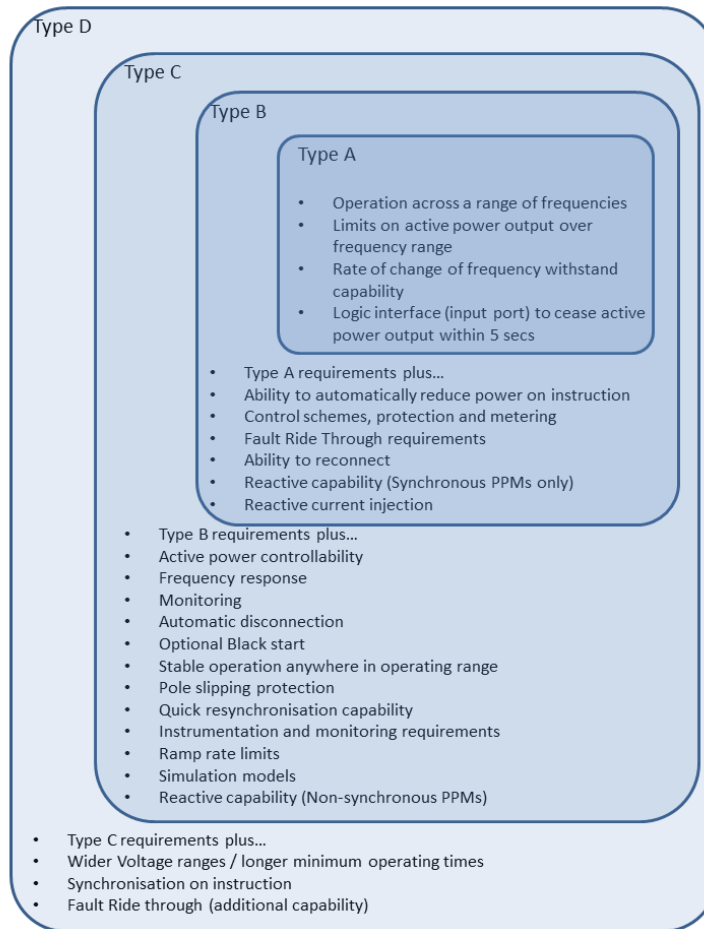 Type D
Type C
Type B
Type A
• Operation across a range of frequencies
• Limits on active power output over
frequency range
• Rate of change of frequency withstand
capability
• Logic interface (input port) to cease active
power output within 5 secs
• Type A requirements plus…
• Ability to automatically reduce power on instruction
• Control schemes, protection and metering
• Fault Ride Through requirements
• Ability to reconnect
• Reactive capability (Synchronous PPMs only)
• Reactive current injection
• Type B requirements plus…
• Active power controllability
• Frequency response
• Monitoring
• Automatic disconnection
• Optional Black start
• Stable operation anywhere in operating range
• Pole slipping protection
• Quick resynchronisation capability
• Instrumentation and monitoring requirements
• Ramp rate limits
• Simulation models
• Reactive capability (Non-synchronous PPMs)
• Type C requirements plus…
• Wider Voltage ranges / longer minimum operating times
• Synchronisation on instruction
• Fault Ride through (additional capability)